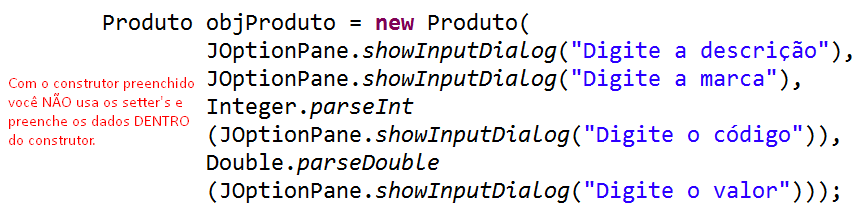 Produto objProduto = new Produto(
JOptionPane.showInputDialog("Digite a descrição"),
JOptionPane.showInputDialog("Digite a marca"),
Integer.parseInt
(JOptionPane.showInputDialog("Digite o código")),
Double.parseDouble
(JOptionPane.showInputDialog("Digite o valor")));
Com o construtor preenchido
você NÃO usa os setter's e
preenche os dados DENTRO
do construtor.